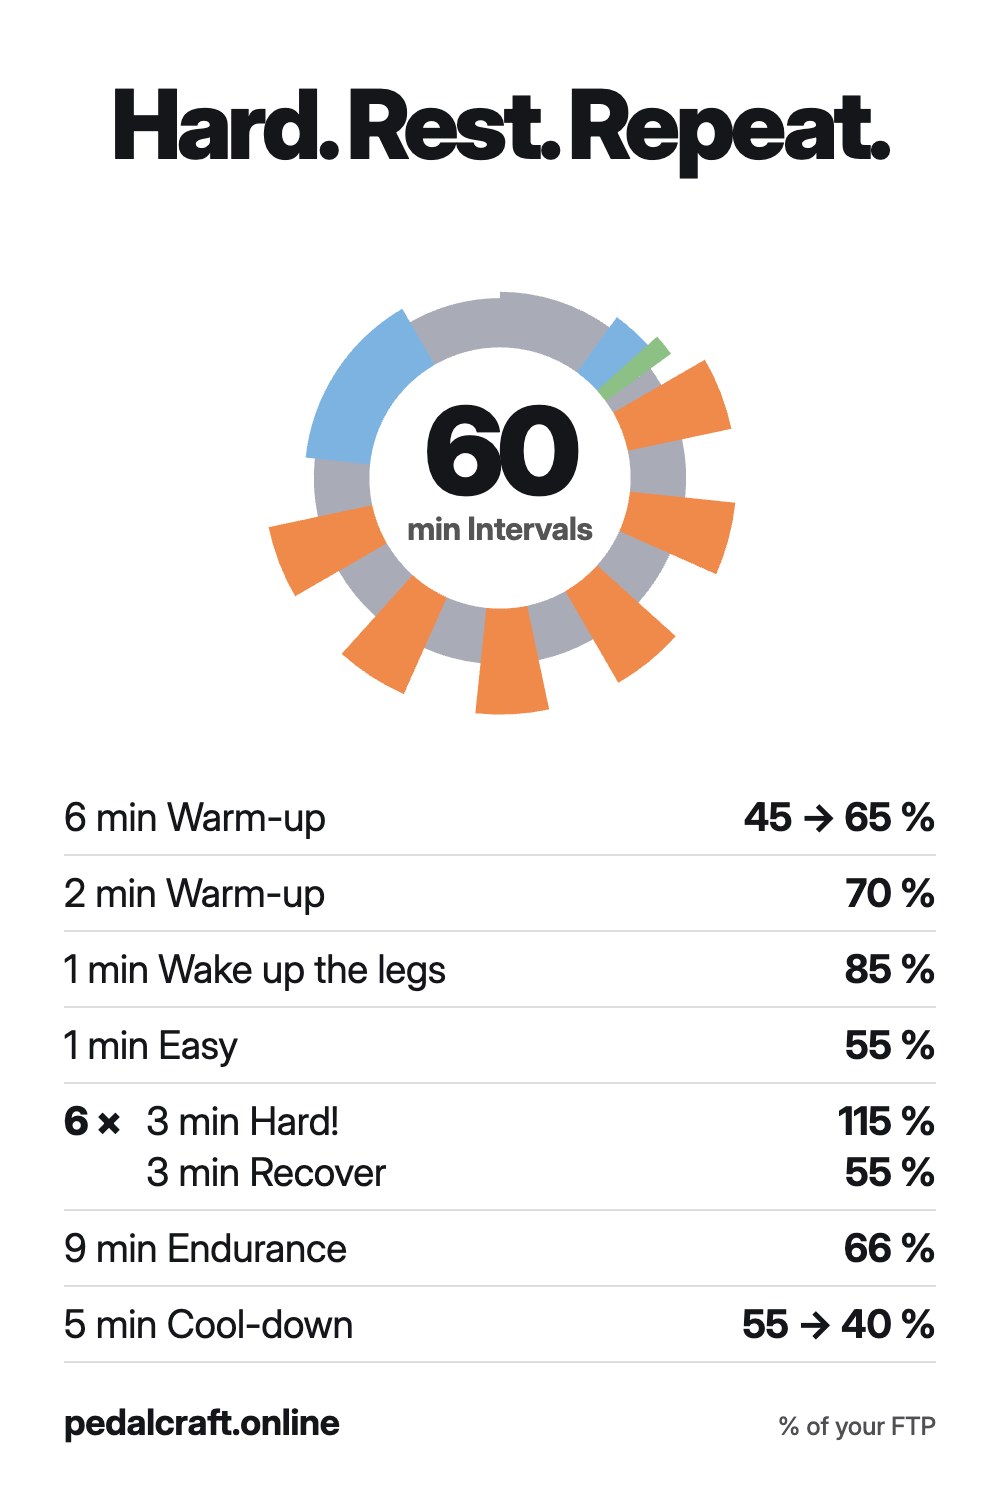 Hard. Rest. Repeat.
60
min Intervals
6 min Warm-up 45 → 65 %
2 min Warm-up 70 %
1 min Wake up the legs 85 %
1 min Easy 55 %
6 × 3 min Hard! 115 %
3 min Recover 55 %
9 min Endurance 66 %
5 min Cool-down 55 → 40 %
pedalcraft.online % of your FTP